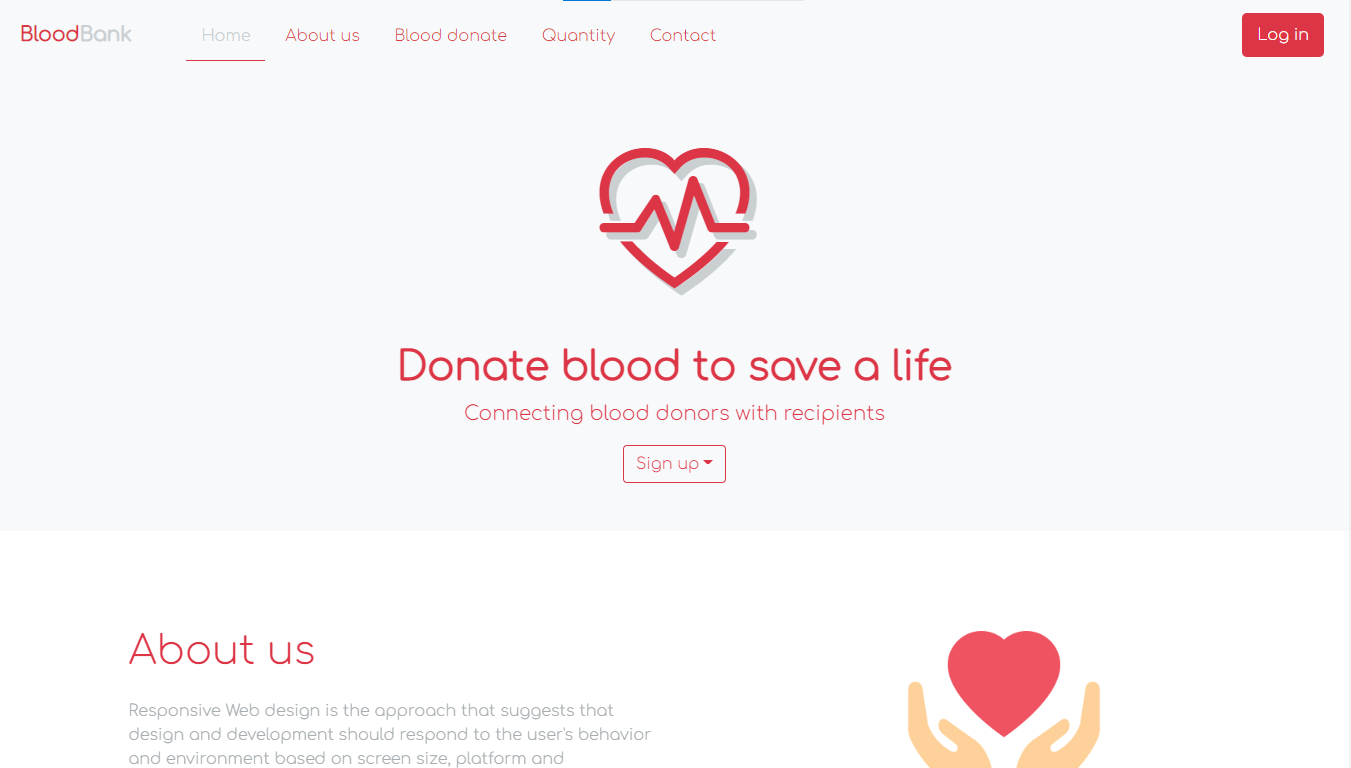 BloodBank
Home About us Blood donate Quantity Contact
Log in
Donate blood to save a life
Connecting blood donors with recipients
Sign up
About us
Responsive Web design is the approach that suggests that
design and development should respond to the user's behavior
and environment based on screen size, platform and